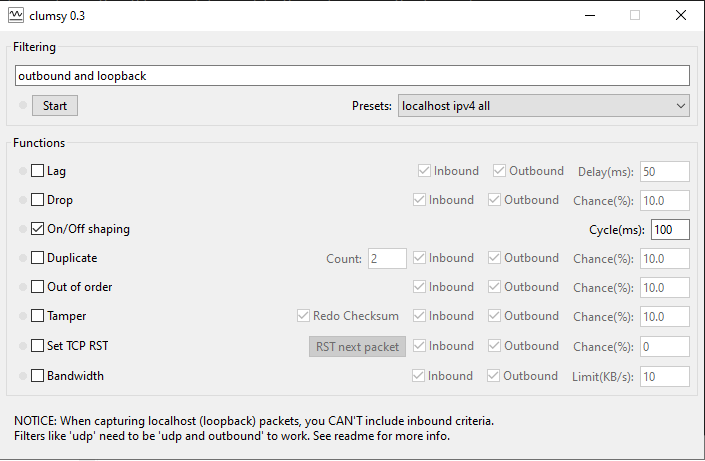 clumsy 0.3
Filtering
outbound and loopback
Start Presets: localhost ipv4 all
Functions
Lag Inbound Outbound Delay(ms): 50
Drop Inbound Outbound Chance(%): 10.0
On/Off shaping Cycle(ms): 100
Duplicate Count: 2 Inbound Outbound Chance(%): 10.0
Out of order Inbound Outbound Chance(%): 10.0
Tamper Redo Checksum Inbound Outbound Chance(%): 10.0
Set TCP RST RST next packet Inbound Outbound Chance(%): 0
Bandwidth Inbound Outbound Limit(KB/s): 10
NOTICE: When capturing localhost (loopback) packets, you CAN'T include inbound criteria.
Filters like 'udp' need to be 'udp and outbound' to work. See readme for more info.